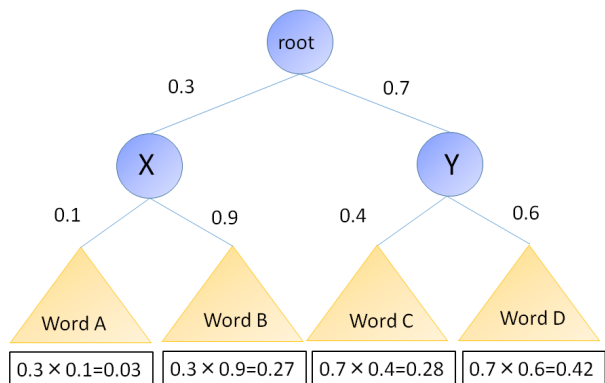 root
0.3
0.7
X
Y
0.1
0.9
0.4
0.6
Word A
Word B
Word C
Word D
0.3 × 0.1=0.03
0.3 × 0.9=0.27
0.7 × 0.4=0.28
0.7 × 0.6=0.42